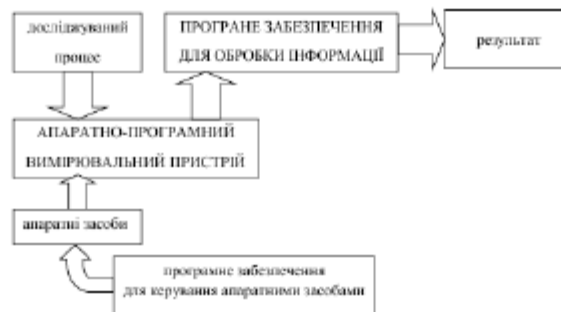 досліджуваний
процес
ПРОГРАНЕ ЗАБЕЗПЕЧЕННЯ
ДЛЯ ОБРОБКИ ІНФОРМАЦІЇ
результат
АПАРАТНО-ПРОГРАМНИЙ
ВИМІРЮВАЛЬНИЙ ПРИСТРІЙ
апаратні засоби
програмне забезпечення
для керування апаратними засобами